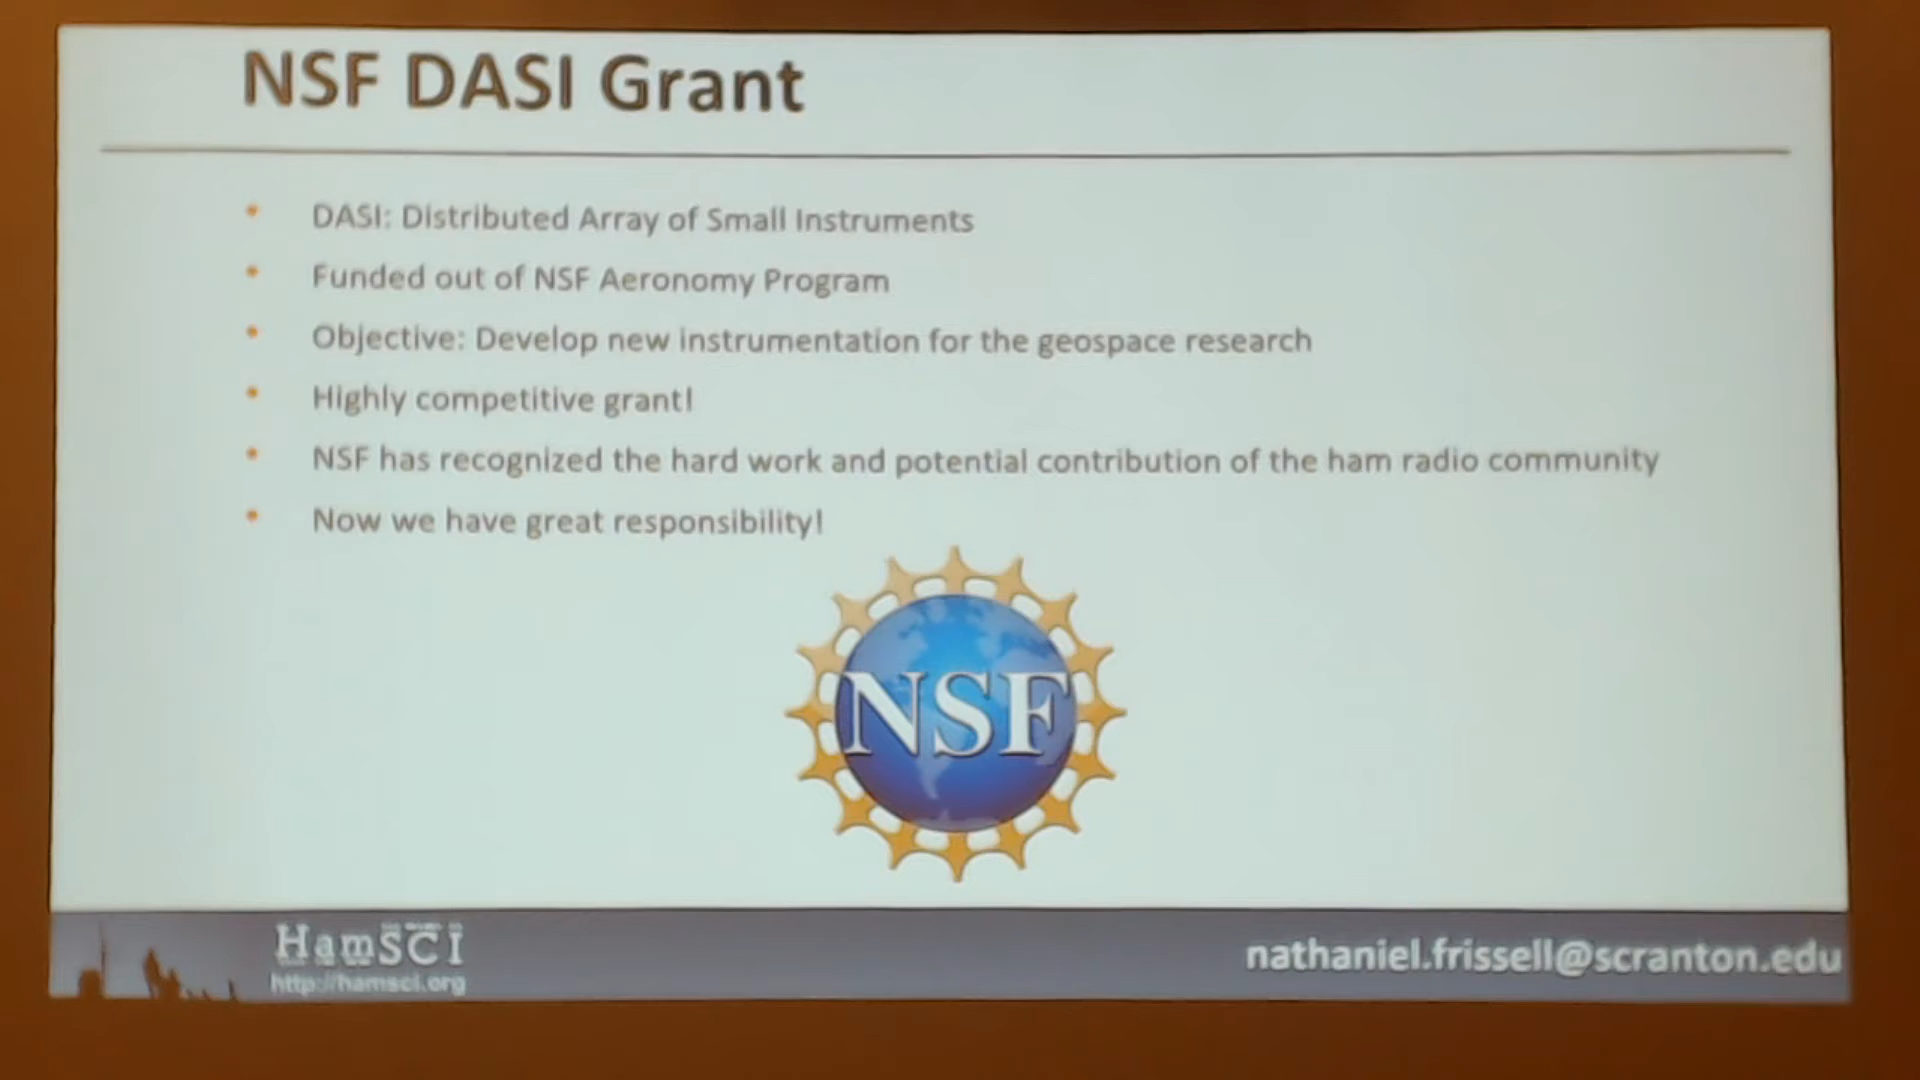 NSF DASI Grant
• DASI: Distributed Array of Small Instruments
• Funded out of NSF Aeronomy Program
• Objective: Develop new instrumentation for the geospace research
• Highly competitive grant!
• NSF has recognized the hard work and potential contribution of the ham radio community
• Now we have great responsibility!
NSF
HamSCI
http://hamsci.org
nathaniel.frissell@scranton.edu